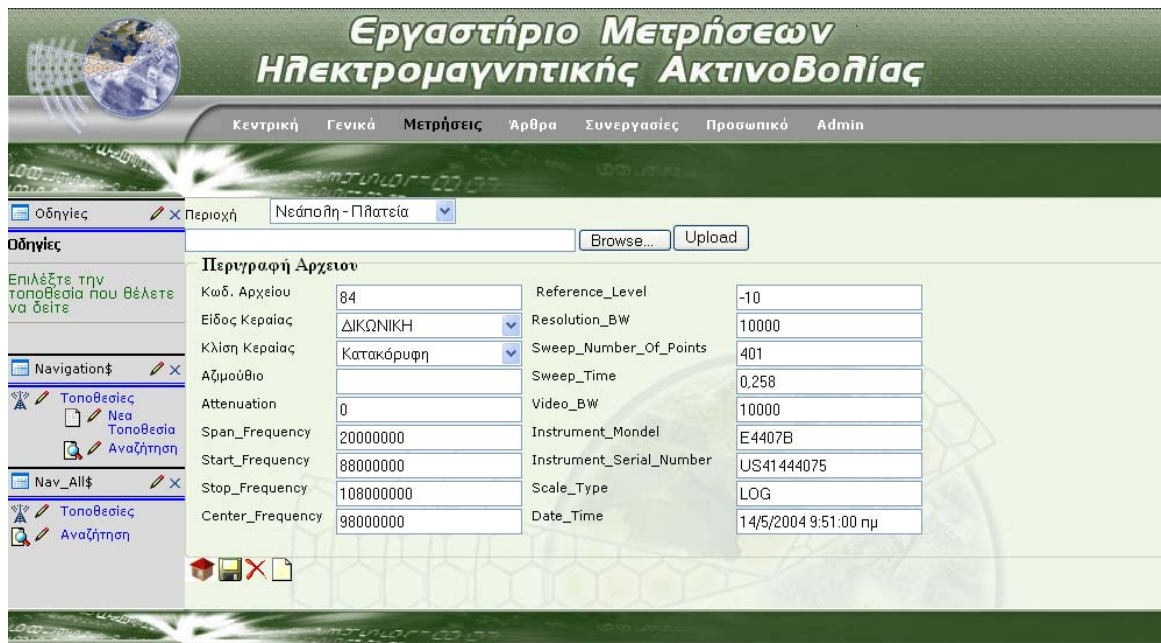 Εργαστήριο Μετρήσεων
Ηλεκτρομαγνητικής Ακτινοβολίας
Κεντρική Γενικά Μετρήσεις Άρθρα Συνεργασίες Προσωπικό Admin
Οδηγίες
Οδηγίες
Επιλέξτε την
τοποθεσία που θέλετε
να δείτε
Navigation$
Τοποθεσίες
Νεα
Τοποθεσία
Αναζήτηση
Nav_All$
Τοποθεσίες
Αναζήτηση
Περιοχή Νεάπολη - Πλατεία
Browse... Upload
Περιγραφή Αρχειου
Κωδ. Αρχείου 84
Είδος Κεραίας ΔΙΚΩΝΙΚΗ
Κλίση Κεραίας Κατακόρυφη
Αζιμούθιο
Attenuation 0
Span_Frequency 20000000
Start_Frequency 88000000
Stop_Frequency 108000000
Center_Frequency 98000000
Reference_Level -10
Resolution_BW 10000
Sweep_Number_Of_Points 401
Sweep_Time 0,258
Video_BW 10000
Instrument_Mondel E4407B
Instrument_Serial_Number US41444075
Scale_Type LOG
Date_Time 14/5/2004 9:51:00 πμ